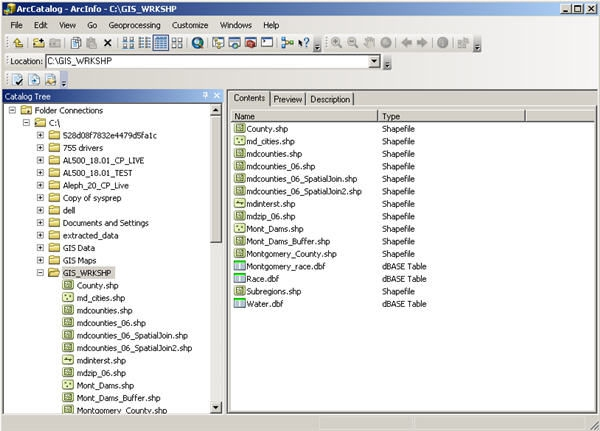 ArcCatalog - ArcInfo - C:\GIS_WRKSHP
File Edit View Go Geoprocessing Customize Windows Help
Location: C:\GIS_WRKSHP
Catalog Tree
Folder Connections
C:\
528d08f7832e4479d5fa1c
755 drivers
AL500_18.01_CP_LIVE
AL500_18.01_TEST
Aleph_20_CP_Live
Copy of sysprep
dell
Documents and Settings
extracted_data
GIS Data
GIS Maps
GIS_WRKSHP
County.shp
md_cities.shp
mdcounties.shp
mdcounties_06.shp
mdcounties_06_SpatialJoin.shp
mdcounties_06_SpatialJoin2.shp
mdinterst.shp
mdzip_06.shp
Mont_Dams.shp
Mont_Dams_Buffer.shp
Montgomery_County.shp
Contents Preview Description
Name Type
County.shp Shapefile
md_cities.shp Shapefile
mdcounties.shp Shapefile
mdcounties_06.shp Shapefile
mdcounties_06_SpatialJoin.shp Shapefile
mdcounties_06_SpatialJoin2.shp Shapefile
mdinterst.shp Shapefile
mdzip_06.shp Shapefile
Mont_Dams.shp Shapefile
Mont_Dams_Buffer.shp Shapefile
Montgomery_County.shp Shapefile
Montgomery_race.dbf dBASE Table
Race.dbf dBASE Table
Subregions.shp Shapefile
Water.dbf dBASE Table